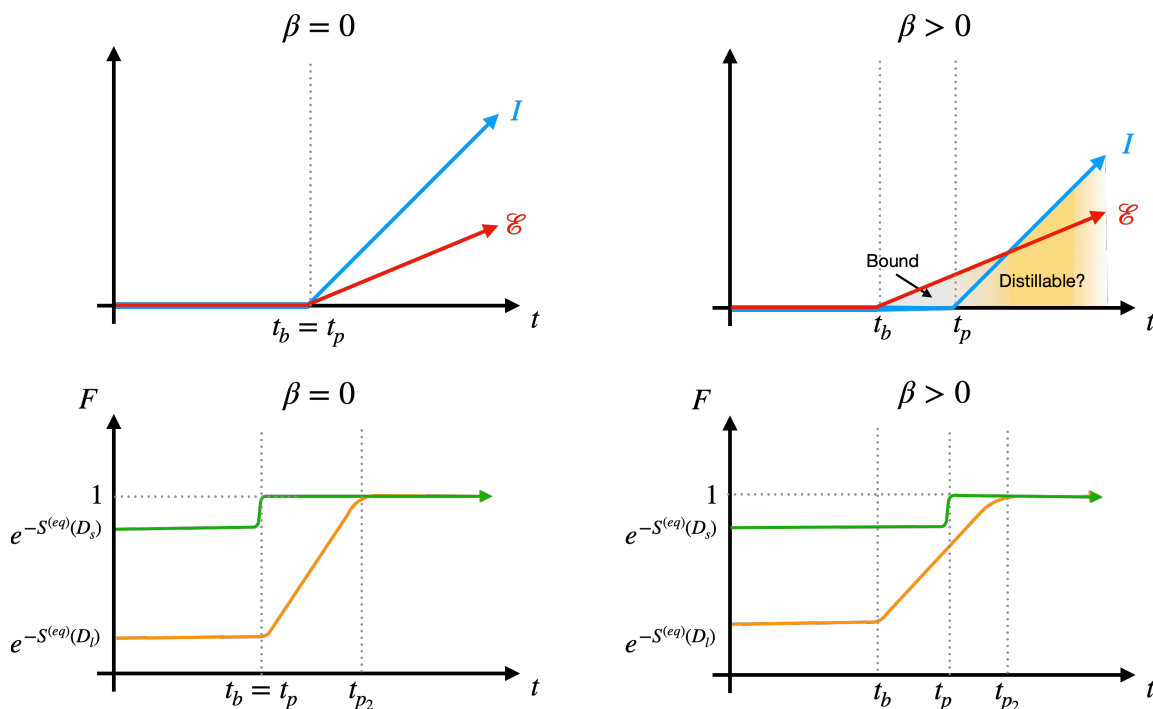 β = 0
β > 0
I
I
ℰ
ℰ
Bound
Distillable?
t_b = t_p
t
t_b
t_p
t
F
β = 0
F
β > 0
1
1
e^{-S^{(eq)}(D_s)}
e^{-S^{(eq)}(D_s)}
e^{-S^{(eq)}(D_l)}
e^{-S^{(eq)}(D_l)}
t_b = t_p
t_{p_2}
t
t_b
t_p
t_{p_2}
t